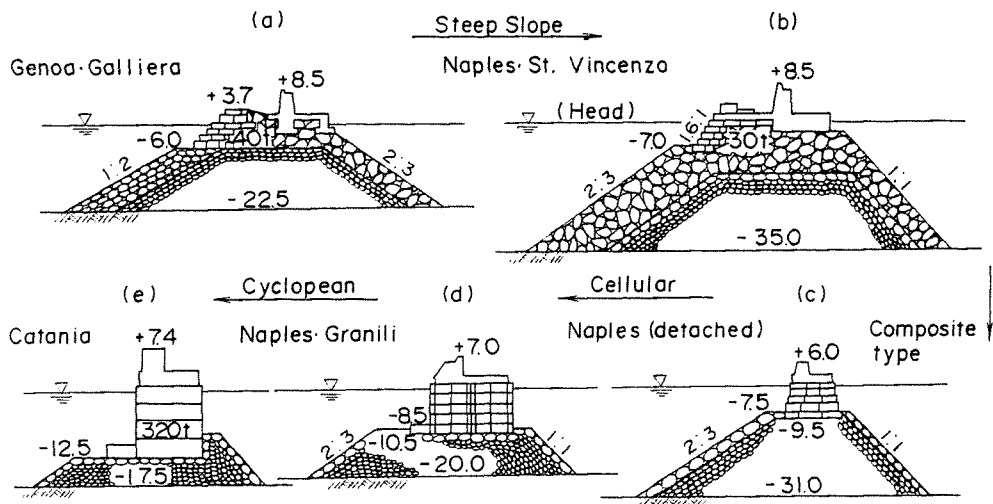 (a)
Steep Slope
(b)
Genoa·Galliera
Naples·St. Vincenzo
(Head)
+8.5
+3.7
-6.0
40t
1:2
2:3
-22.5
+8.5
-7.0
1.6:1
30t
2:3
1:1
-35.0
(e)
Cyclopean
(d)
Cellular
(c)
Catania
Naples·Granili
Naples (detached)
Composite
type
+7.4
-12.5
320t
-17.5
+7.0
-8.5
-10.5
2:3
1:1
-20.0
+6.0
-7.5
-9.5
2:3
1:1
-31.0